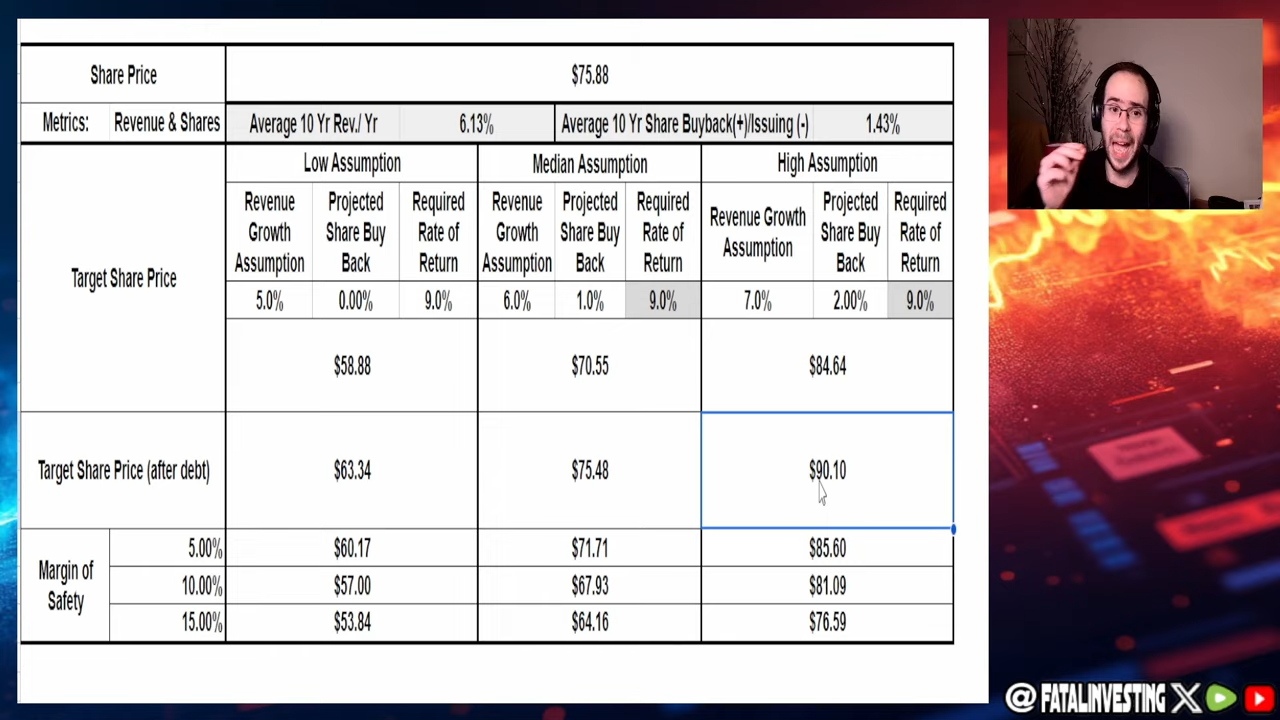 Share Price $75.88
Metrics: Revenue & Shares Average 10 Yr Rev./ Yr 6.13% Average 10 Yr Share Buyback(+)/Issuing (-) 1.43%
Target Share Price
Low Assumption Median Assumption High Assumption
Revenue Growth Assumption Projected Share Buy Back Required Rate of Return Revenue Growth Assumption Projected Share Buy Back Required Rate of Return Revenue Growth Assumption Projected Share Buy Back Required Rate of Return
5.0% 0.00% 9.0% 6.0% 1.0% 9.0% 7.0% 2.00% 9.0%
$58.88 $70.55 $84.64
Target Share Price (after debt) $63.34 $75.48 $90.10
Margin of Safety
5.00% $60.17 $71.71 $85.60
10.00% $57.00 $67.93 $81.09
15.00% $53.84 $64.16 $76.59
@FATALINVESTING X